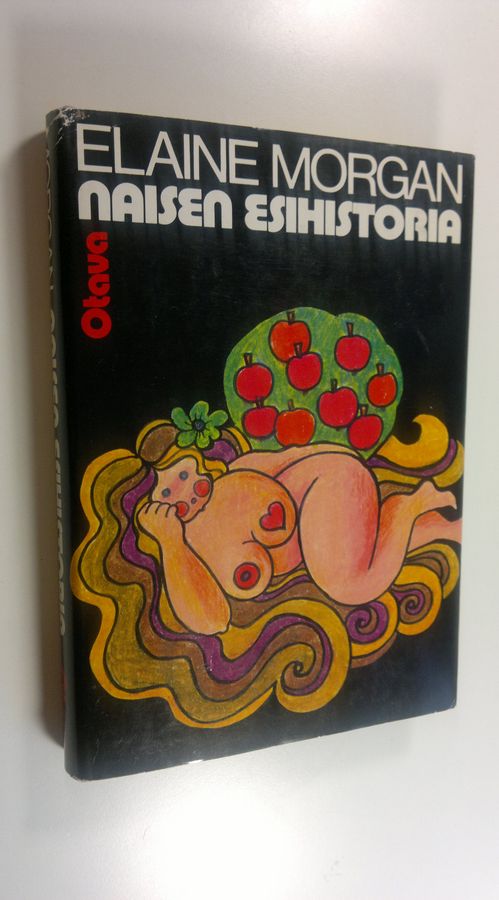 ELAINE MORGAN
NAISEN ESIHISTORIA
Otava